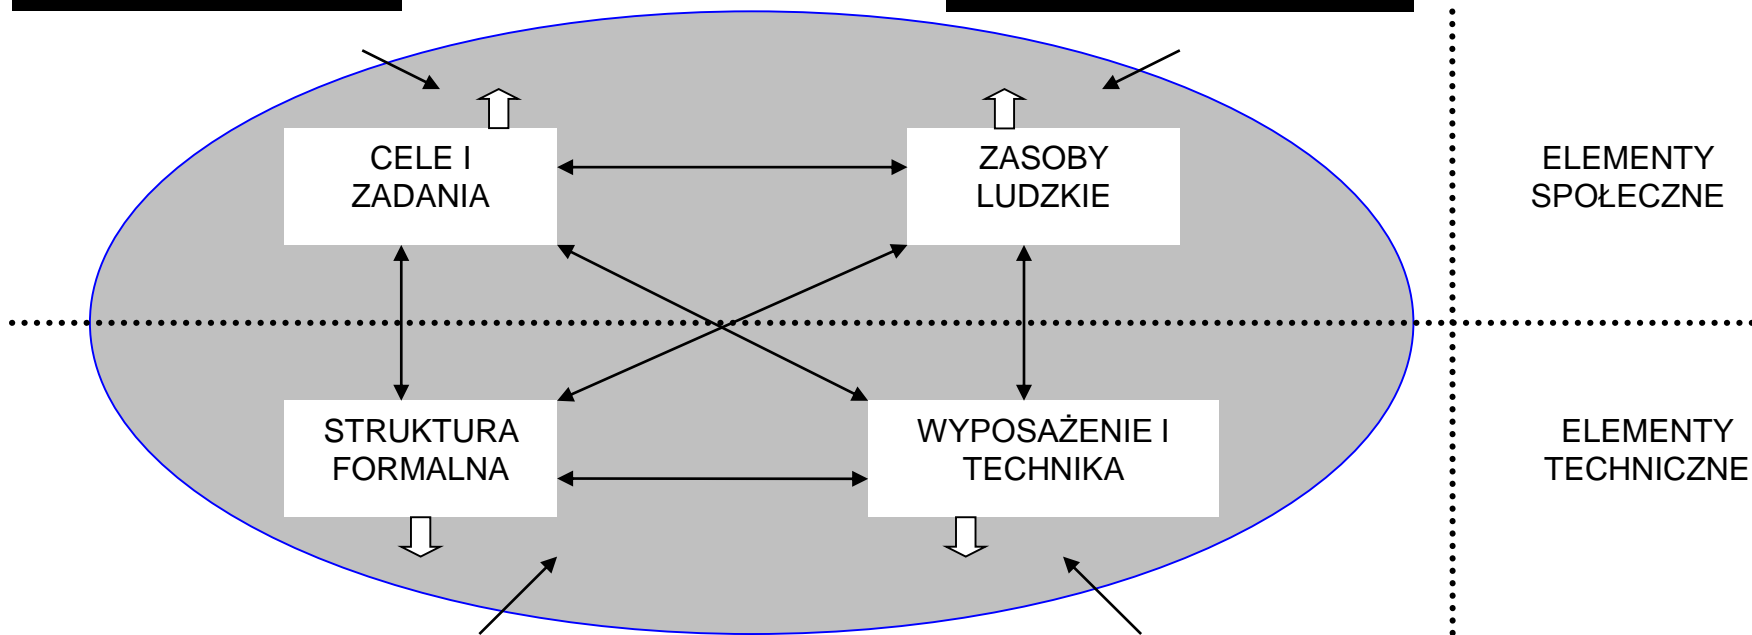 CELE I
ZADANIA
ZASOBY
LUDZKIE
ELEMENTY
SPOŁECZNE
STRUKTURA
FORMALNA
WYPOSAŻENIE I
TECHNIKA
ELEMENTY
TECHNICZNE